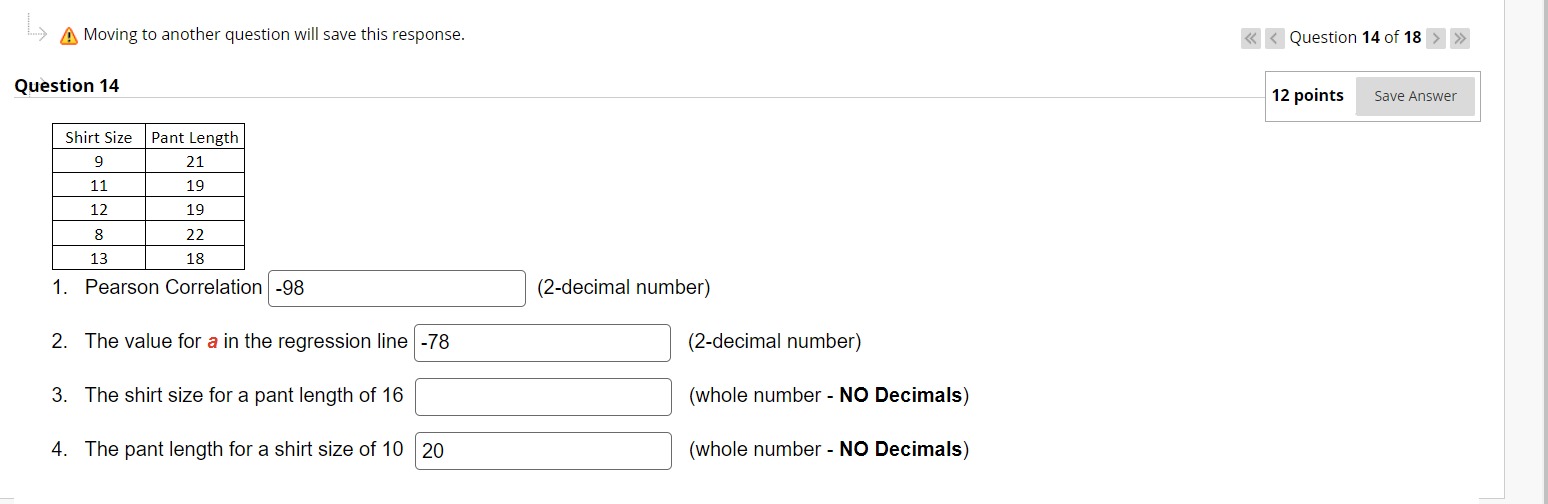 Moving to another question will save this response.
« < Question 14 of 18 > »
Question 14
12 points Save Answer
Shirt Size Pant Length
9 21
11 19
12 19
8 22
13 18
1. Pearson Correlation -98 (2-decimal number)
2. The value for a in the regression line -78 (2-decimal number)
3. The shirt size for a pant length of 16 (whole number - NO Decimals)
4. The pant length for a shirt size of 10 20 (whole number - NO Decimals)